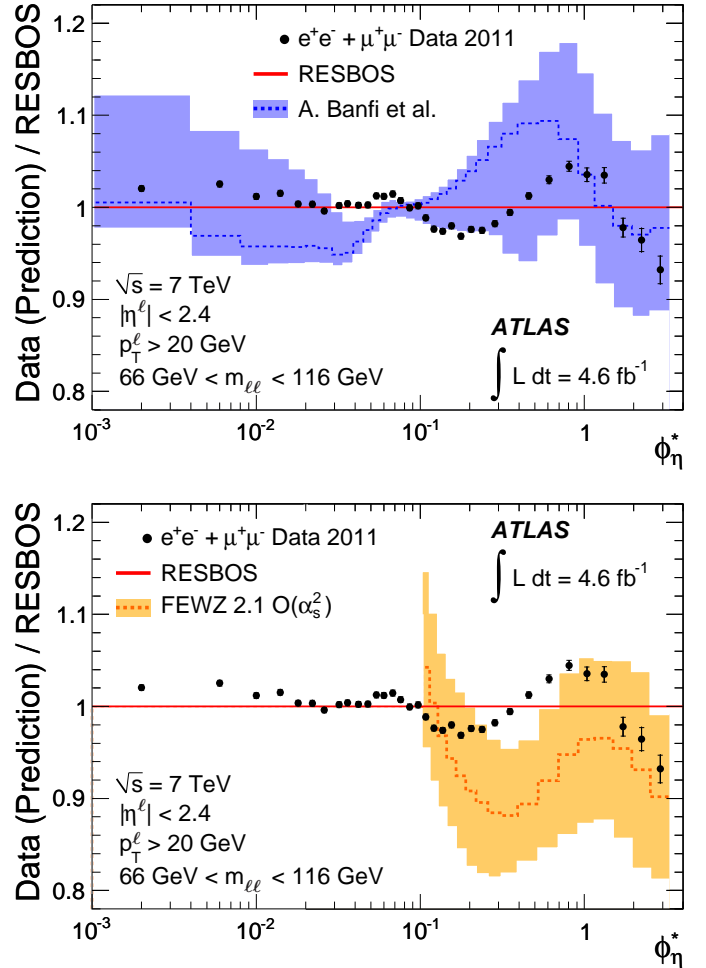 Data (Prediction) / RESBOS
1.2
1.1
1
0.9
0.8
e⁺e⁻ + μ⁺μ⁻ Data 2011
RESBOS
A. Banfi et al.
√s = 7 TeV
|η^ℓ| < 2.4
p_T^ℓ > 20 GeV
66 GeV < m_ℓℓ < 116 GeV
ATLAS
∫ L dt = 4.6 fb⁻¹
10⁻³ 10⁻² 10⁻¹ 1
ϕ*_η
Data (Prediction) / RESBOS
1.2
1.1
1
0.9
0.8
e⁺e⁻ + μ⁺μ⁻ Data 2011
RESBOS
FEWZ 2.1 O(α_s²)
ATLAS
∫ L dt = 4.6 fb⁻¹
√s = 7 TeV
|η^ℓ| < 2.4
p_T^ℓ > 20 GeV
66 GeV < m_ℓℓ < 116 GeV
10⁻³ 10⁻² 10⁻¹ 1
ϕ*_η